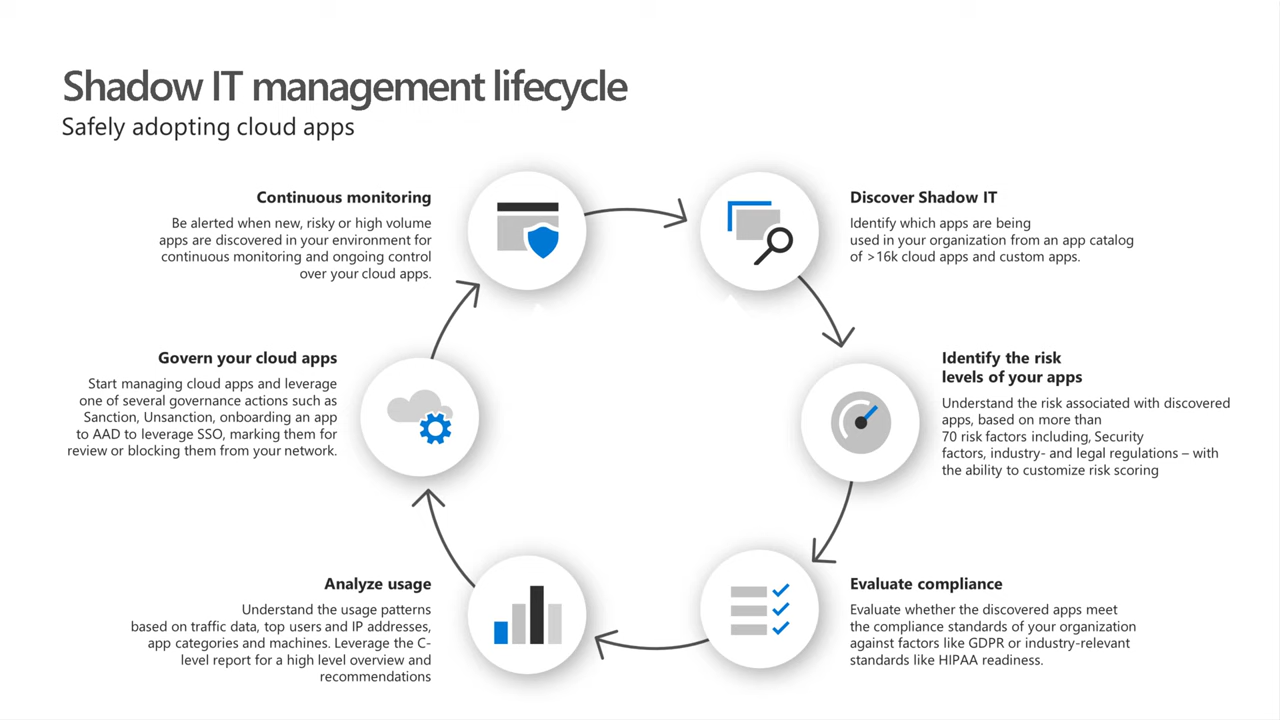 Shadow IT management lifecycle
Safely adopting cloud apps
Continuous monitoring
Be alerted when new, risky or high volume
apps are discovered in your environment for
continuous monitoring and ongoing control
over your cloud apps.
Discover Shadow IT
Identify which apps are being
used in your organization from an app catalog
of >16k cloud apps and custom apps.
Govern your cloud apps
Start managing cloud apps and leverage
one of several governance actions such as
Sanction, Unsanction, onboarding an app
to AAD to leverage SSO, marking them for
review or blocking them from your network.
Identify the risk
levels of your apps
Understand the risk associated with discovered
apps, based on more than
70 risk factors including, Security
factors, industry- and legal regulations – with
the ability to customize risk scoring
Analyze usage
Understand the usage patterns
based on traffic data, top users and IP addresses,
app categories and machines. Leverage the C-
level report for a high level overview and
recommendations
Evaluate compliance
Evaluate whether the discovered apps meet
the compliance standards of your organization
against factors like GDPR or industry-relevant
standards like HIPAA readiness.